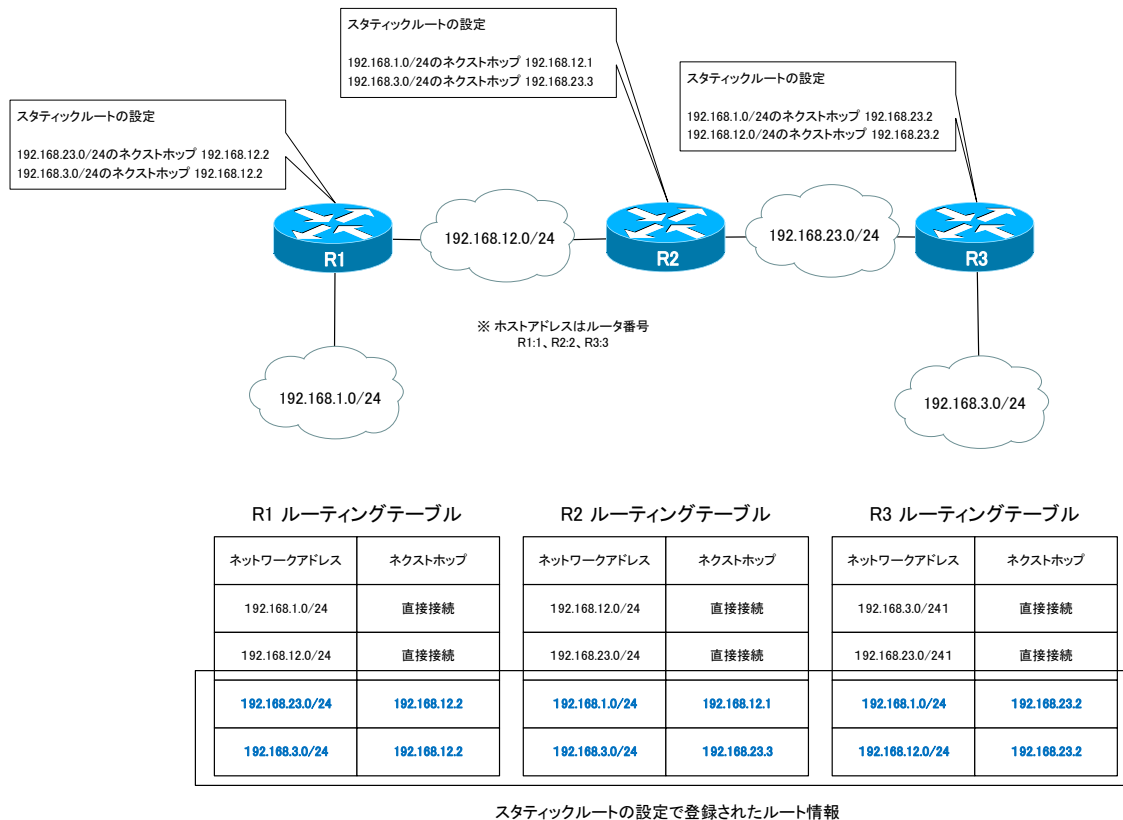 スタティックルートの設定
192.168.1.0/24のネクストホップ 192.168.12.1
192.168.3.0/24のネクストホップ 192.168.23.3
スタティックルートの設定
192.168.1.0/24のネクストホップ 192.168.23.2
192.168.12.0/24のネクストホップ 192.168.23.2
スタティックルートの設定
192.168.23.0/24のネクストホップ 192.168.12.2
192.168.3.0/24のネクストホップ 192.168.12.2
192.168.12.0/24
192.168.23.0/24
R1
R2
R3
※ ホストアドレスはルータ番号
R1:1、R2:2、R3:3
192.168.1.0/24
192.168.3.0/24
R1 ルーティングテーブル
ネットワークアドレス ネクストホップ
192.168.1.0/24 直接接続
192.168.12.0/24 直接接続
192.168.23.0/24 192.168.12.2
192.168.3.0/24 192.168.12.2
R2 ルーティングテーブル
ネットワークアドレス ネクストホップ
192.168.12.0/24 直接接続
192.168.23.0/24 直接接続
192.168.1.0/24 192.168.12.1
192.168.3.0/24 192.168.23.3
R3 ルーティングテーブル
ネットワークアドレス ネクストホップ
192.168.3.0/241 直接接続
192.168.23.0/241 直接接続
192.168.1.0/24 192.168.23.2
192.168.12.0/24 192.168.23.2
スタティックルートの設定で登録されたルート情報